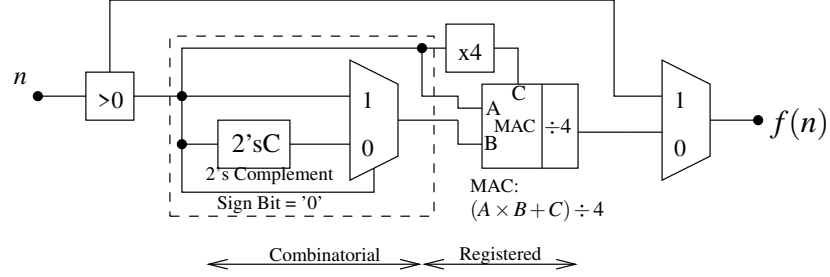 x4
n
>0
1
C
A
1
MAC
÷4
f(n)
2'sC
0
B
0
2's Complement
MAC:
Sign Bit = '0'
(A × B + C) ÷ 4
Combinatorial
Registered